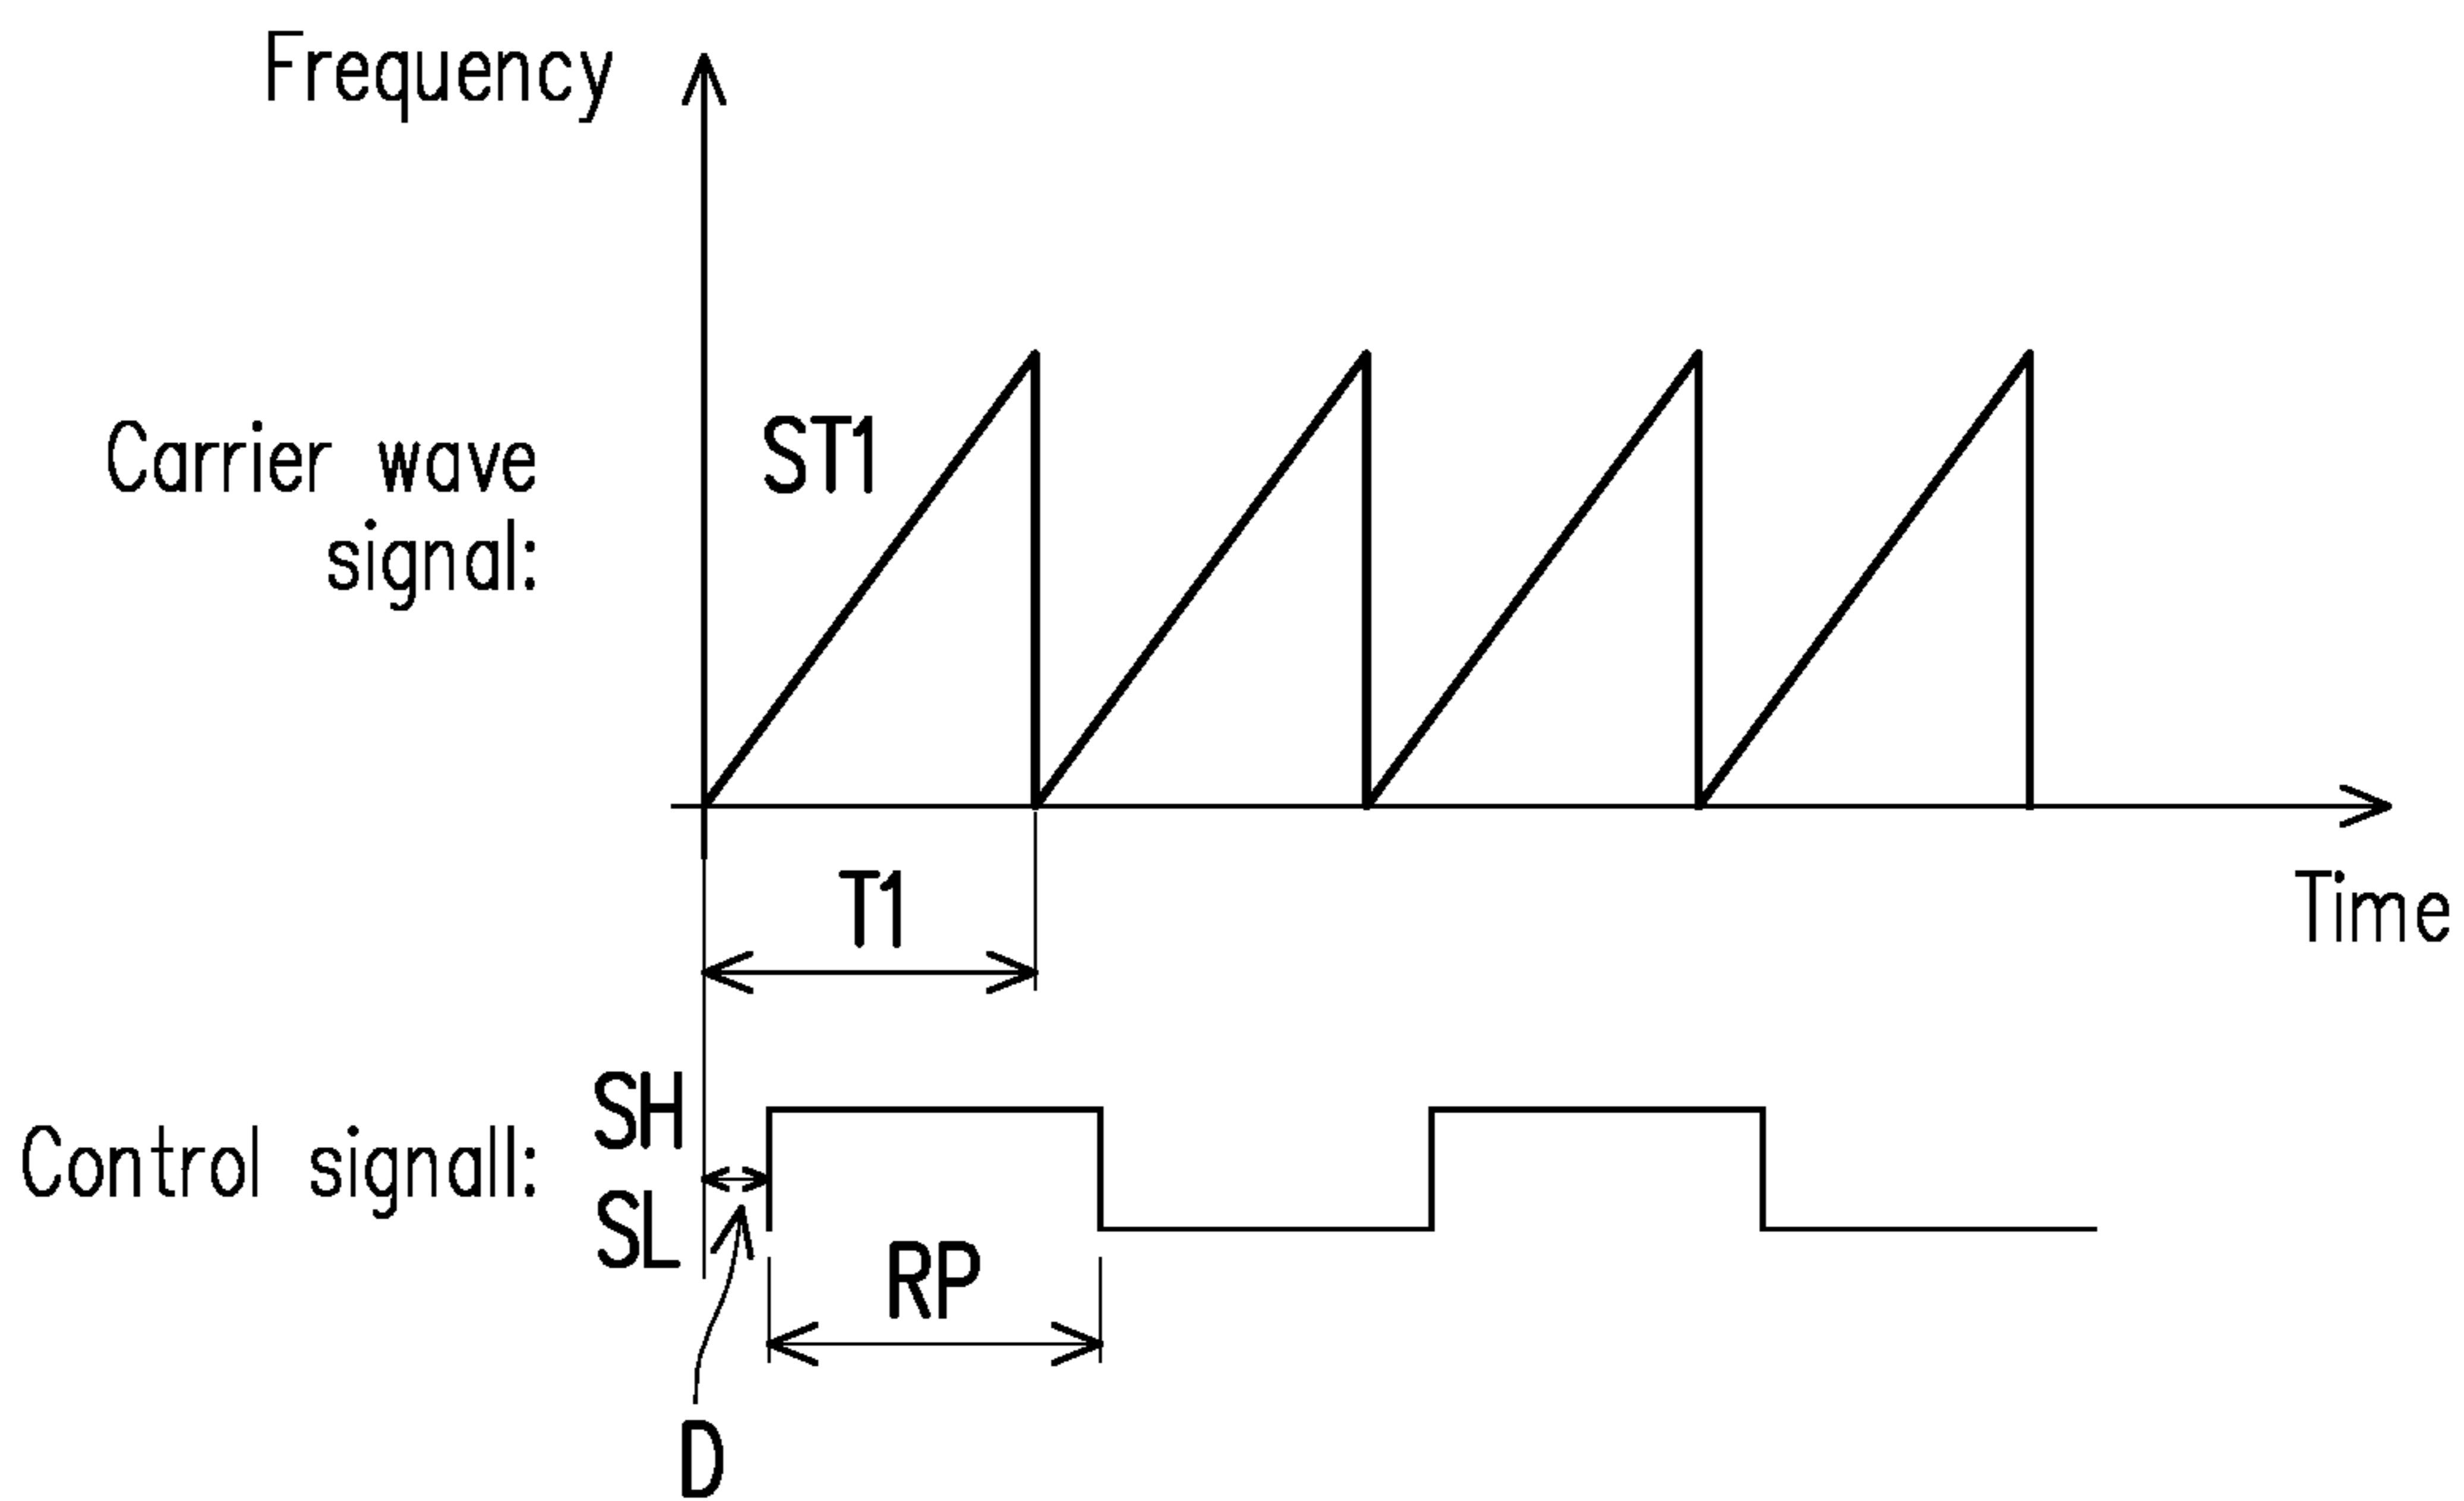 Frequency
Carrier wave
signal:
ST1
Time
T1
SH
Control signall:
SL
RP
D